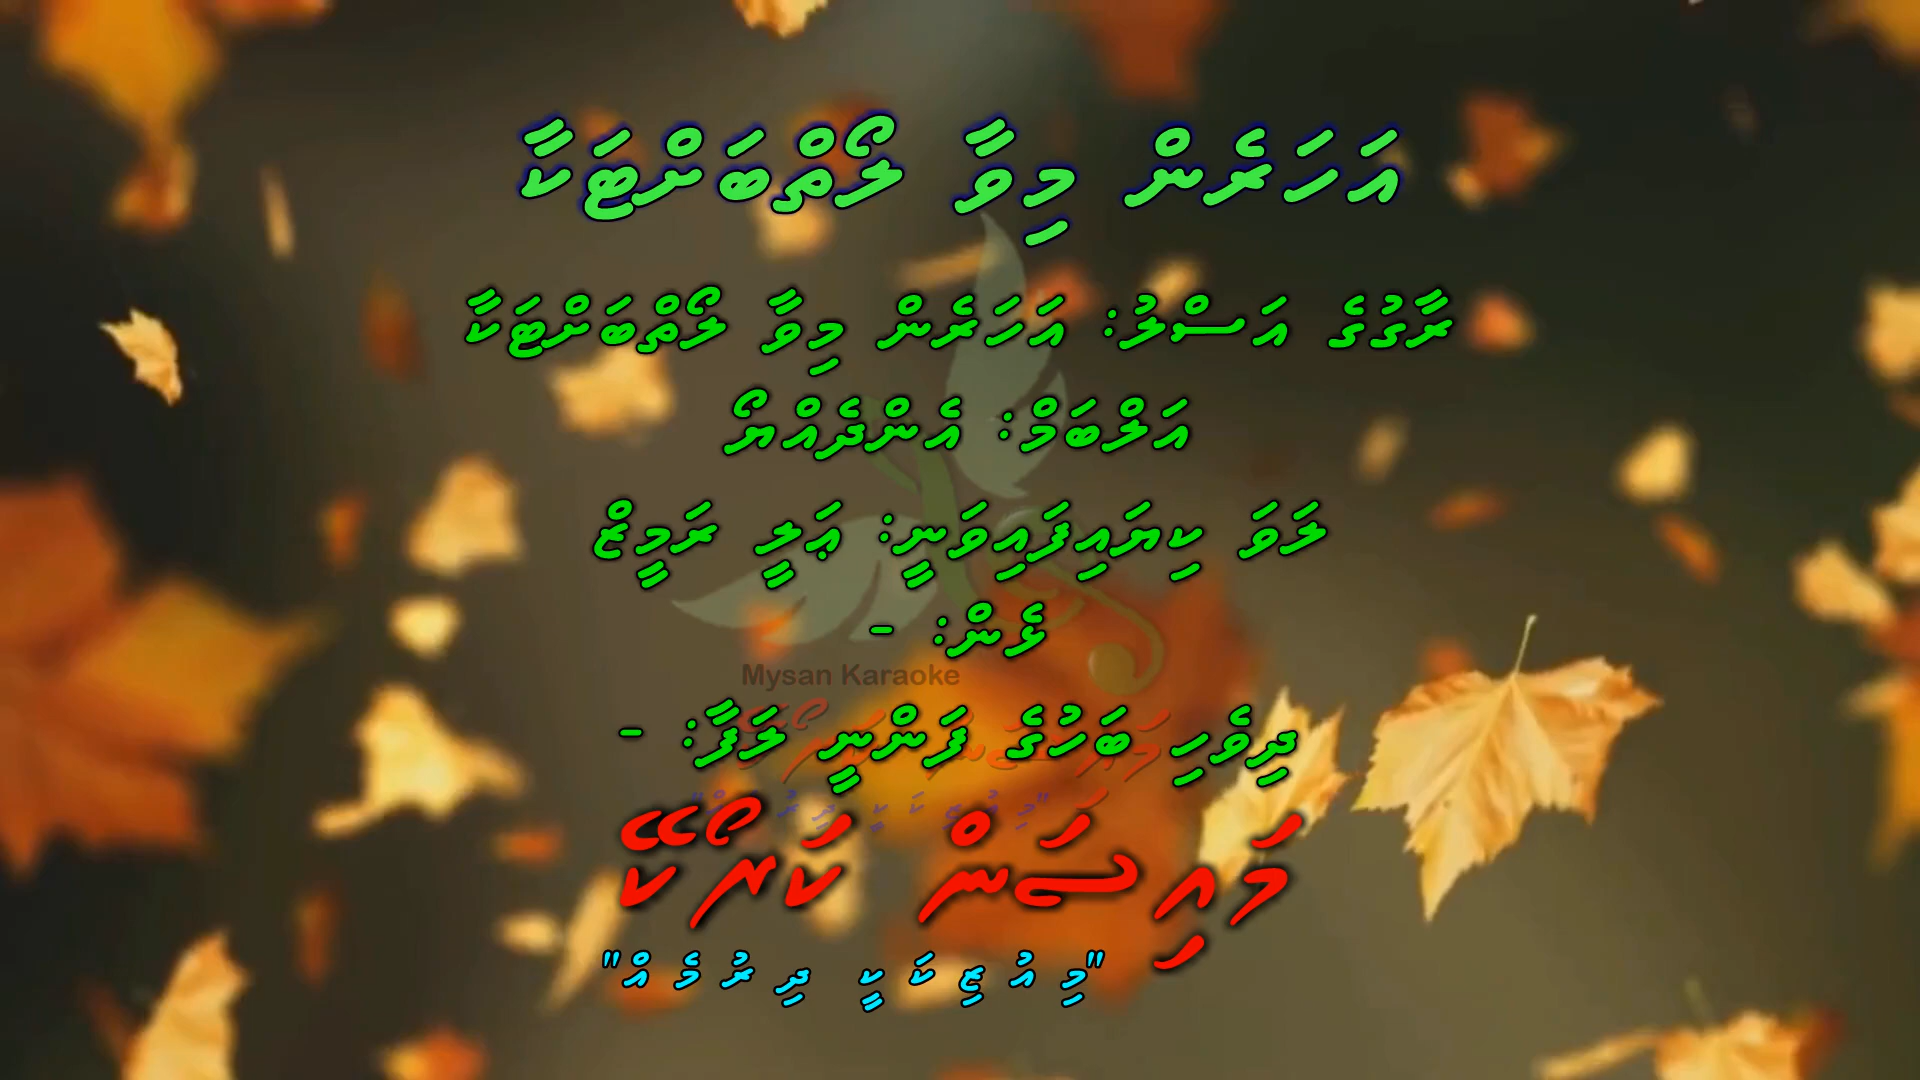 އަހަރެން މިވާ ލޯތްބަށްޓަކާ
ރާގުގެ އަސްލު: އަހަރެން މިވާ ލޯތްބަށްޓަކާ
އަލްބަމް: އެންދެއްޔޯ
ލަވަ ކިޔައިފައިވަނީ: ޢަލީ ރަމީޒް
ޅެން: -
Mysan Karaoke
ދިވެހި ބަހުގެ ފަންނީ ލަފާ: -
މައިސަން ކަރޯކޭ
"މި އު ޒި ކަ ކީ ދި ރު މެ އް"